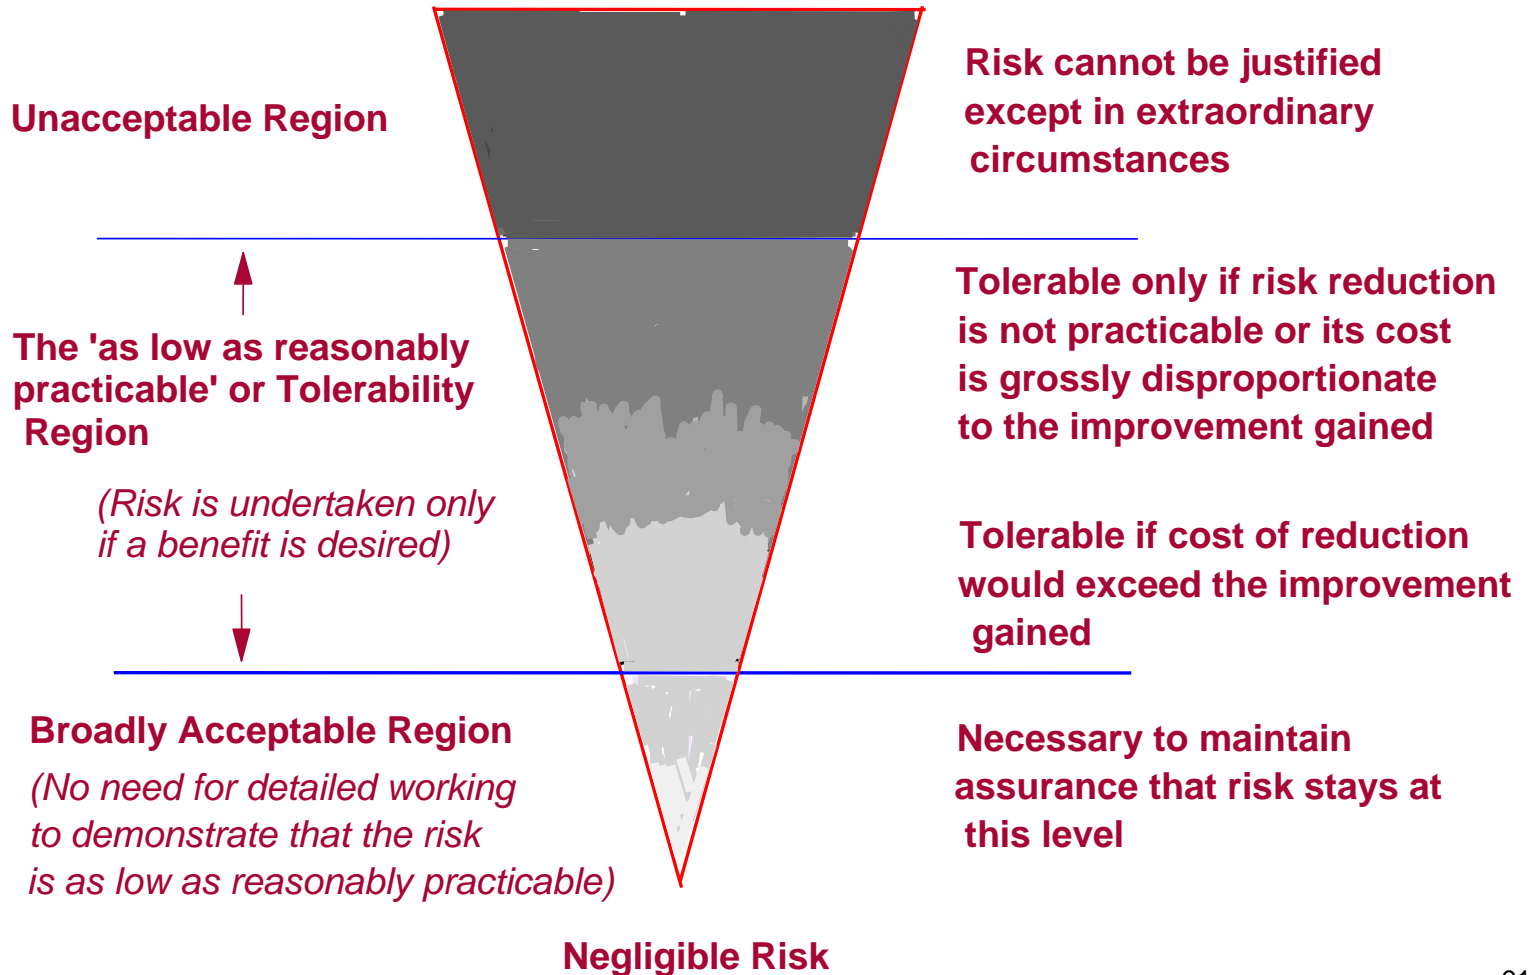 Unacceptable Region
Risk cannot be justified
except in extraordinary
circumstances
The 'as low as reasonably
practicable' or Tolerability
Region
(Risk is undertaken only
if a benefit is desired)
Tolerable only if risk reduction
is not practicable or its cost
is grossly disproportionate
to the improvement gained
Tolerable if cost of reduction
would exceed the improvement
gained
Broadly Acceptable Region
(No need for detailed working
to demonstrate that the risk
is as low as reasonably practicable)
Necessary to maintain
assurance that risk stays at
this level
Negligible Risk